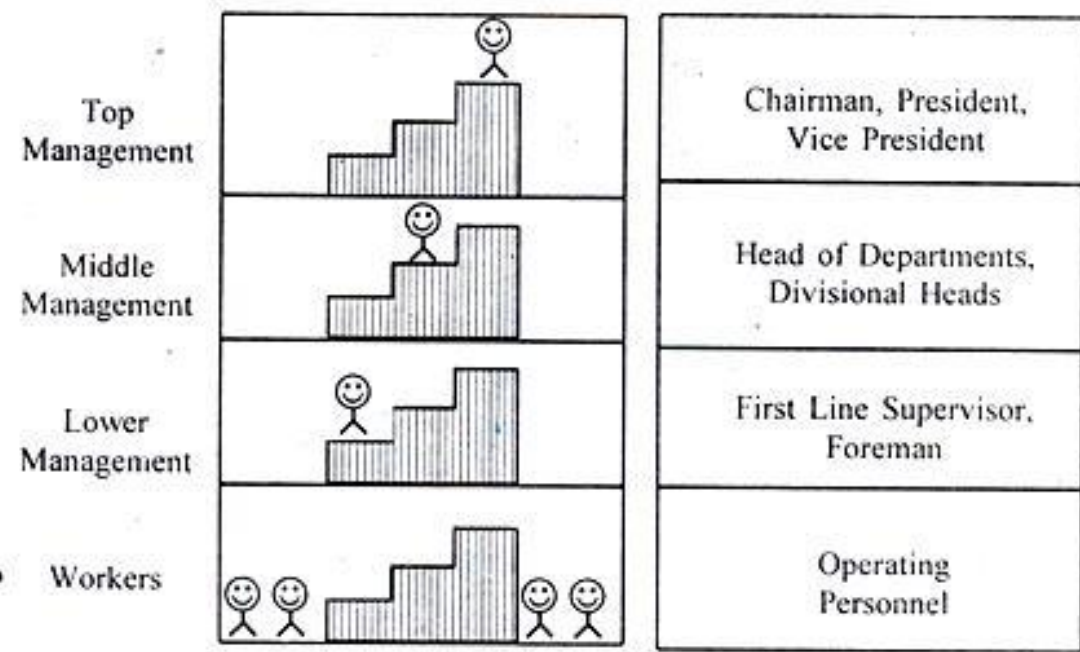 Top
Management
Chairman, President,
Vice President
Middle
Management
Head of Departments,
Divisional Heads
Lower
Management
First Line Supervisor,
Foreman
Workers
Operating
Personnel